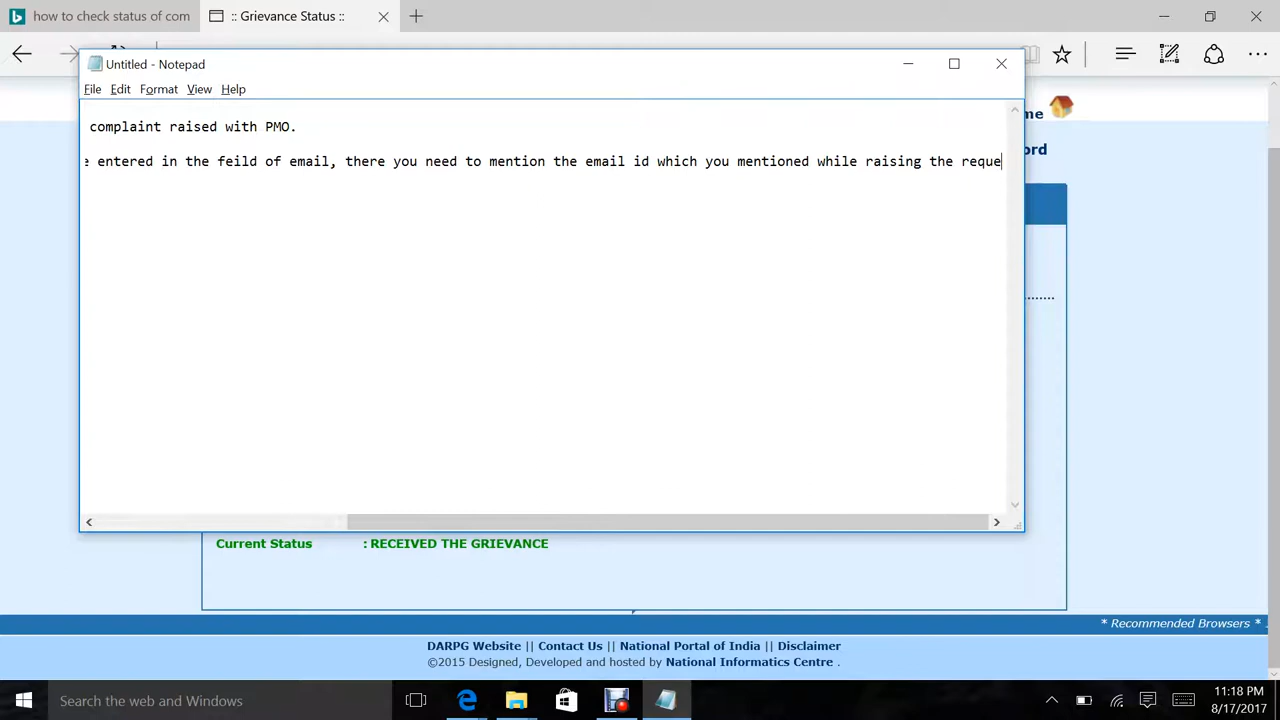 how to check status of com
:: Grievance Status ::
Untitled - Notepad
File Edit Format View Help
me
complaint raised with PMO.
ord
e entered in the feild of email, there you need to mention the email id which you mentioned while raising the reque
........
Current Status : RECEIVED THE GRIEVANCE
* Recommended Browsers * .
DARPG Website || Contact Us || National Portal of India || Disclaimer
©2015 Designed, Developed and hosted by National Informatics Centre .
Search the web and Windows
11:18 PM
8/17/2017